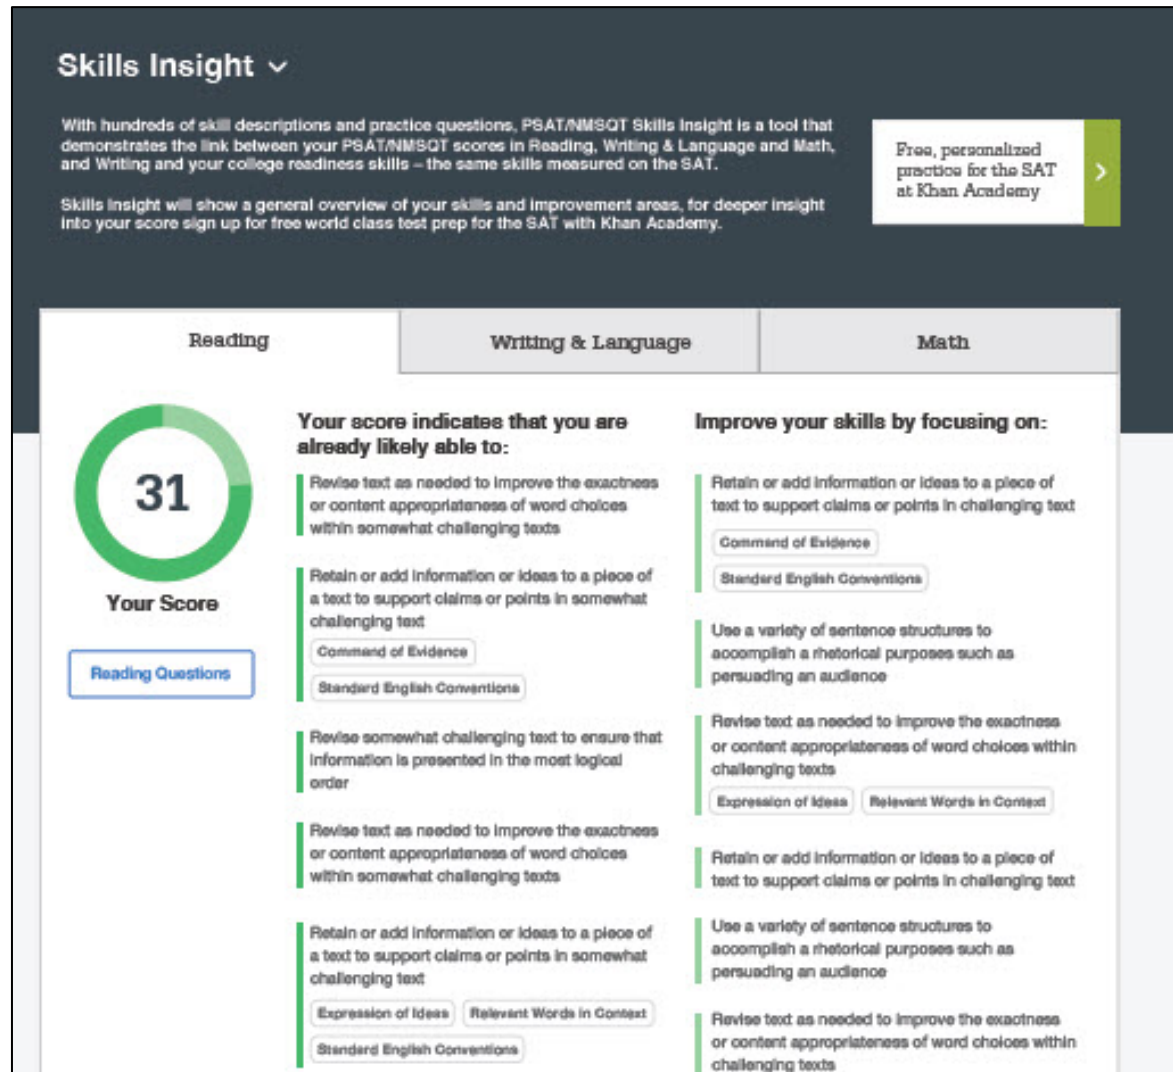 Skills Insight
With hundreds of skill descriptions and practice questions, PSAT/NMSQT Skills Insight is a tool that
demonstrates the link between your PSAT/NMSQT scores in Reading, Writing & Language and Math,
and Writing and your college readiness skills – the same skills measured on the SAT.
Skills Insight will show a general overview of your skills and improvement areas, for deeper insight
into your score sign up for free world class test prep for the SAT with Khan Academy.
Free, personalized
practice for the SAT
at Khan Academy
Reading
Writing & Language
Math
31
Your Score
Reading Questions
Your score indicates that you are
already likely able to:
Revise text as needed to improve the exactness
or content appropriateness of word choices
within somewhat challenging texts
Retain or add information or ideas to a piece of
a text to support claims or points in somewhat
challenging text
Command of Evidence
Standard English Conventions
Revise somewhat challenging text to ensure that
information is presented in the most logical
order
Revise text as needed to improve the exactness
or content appropriateness of word choices
within somewhat challenging texts
Retain or add information or ideas to a piece of
a text to support claims or points in somewhat
challenging text
Expression of Ideas
Relevant Words in Context
Standard English Conventions
Improve your skills by focusing on:
Retain or add information or ideas to a piece of
text to support claims or points in challenging text
Command of Evidence
Standard English Conventions
Use a variety of sentence structures to
accomplish a rhetorical purposes such as
persuading an audience
Revise text as needed to improve the exactness
or content appropriateness of word choices within
challenging texts
Expression of Ideas
Relevant Words in Context
Retain or add information or ideas to a piece of
text to support claims or points in challenging text
Use a variety of sentence structures to
accomplish a rhetorical purposes such as
persuading an audience
Revise text as needed to improve the exactness
or content appropriateness of word choices within
challenging texts